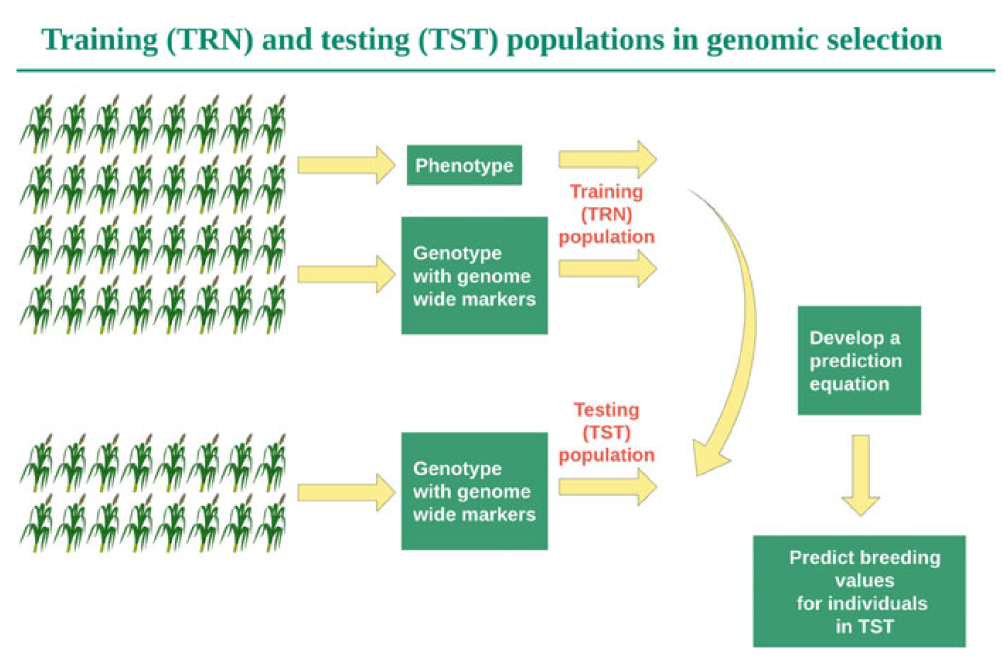 Training (TRN) and testing (TST) populations in genomic selection
Phenotype
Training
(TRN)
population
Genotype
with genome
wide markers
Develop a
prediction
equation
Testing
(TST)
population
Genotype
with genome
wide markers
Predict breeding
values
for individuals
in TST